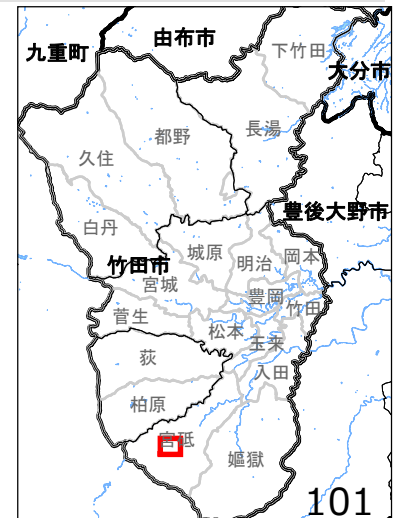 由布市
下竹田
九重町
大分市
都野
長湯
久住
豊後大野市
白丹
城原
岡本
明治
竹田市
宮城
豊岡
竹田
菅生
松本
玉来
荻
入田
柏原
宮砥
嫗獄
101